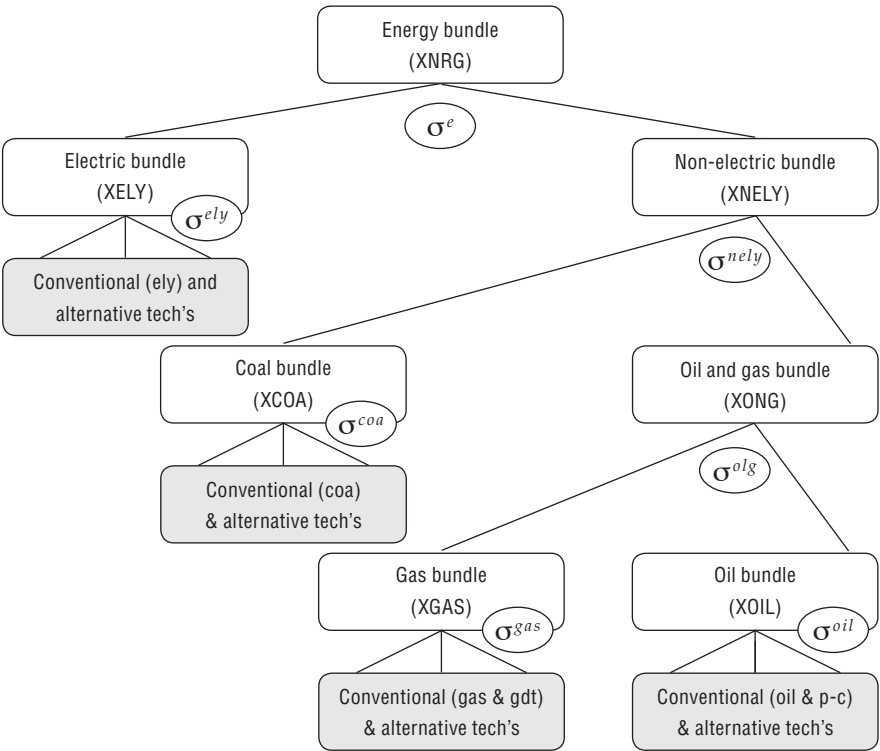 Energy bundle
(XNRG)
σ^e
Electric bundle
(XELY)
σ^ely
Non-electric bundle
(XNELY)
σ^nely
Conventional (ely) and
alternative tech's
Coal bundle
(XCOA)
σ^coa
Oil and gas bundle
(XONG)
σ^olg
Conventional (coa)
& alternative tech's
Gas bundle
(XGAS)
σ^gas
Oil bundle
(XOIL)
σ^oil
Conventional (gas & gdt)
& alternative tech's
Conventional (oil & p-c)
& alternative tech's